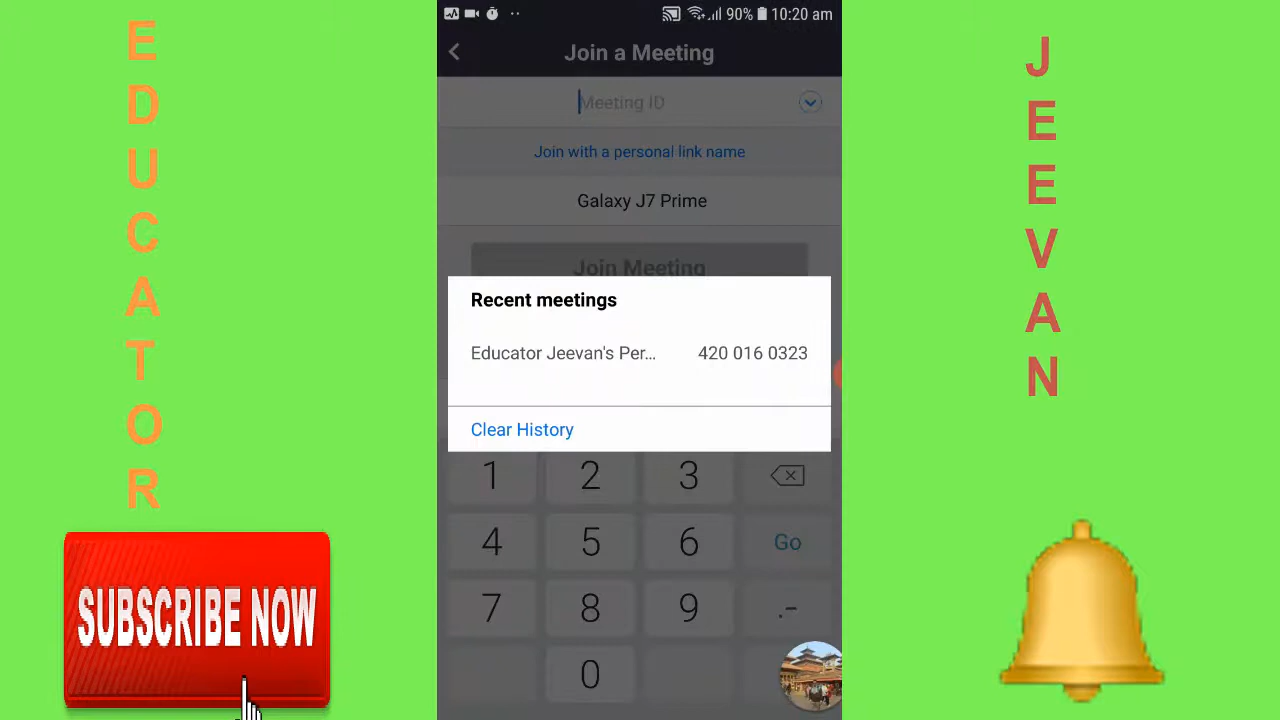 EDUCATOR
90% 10:20 am
Join a Meeting
Meeting ID
Join with a personal link name
Galaxy J7 Prime
Join Meeting
Recent meetings
Educator Jeevan's Per... 420 016 0323
Clear History
1 2 3
4 5 6 Go
7 8 9 .-
0
SUBSCRIBE NOW
JEEVAN